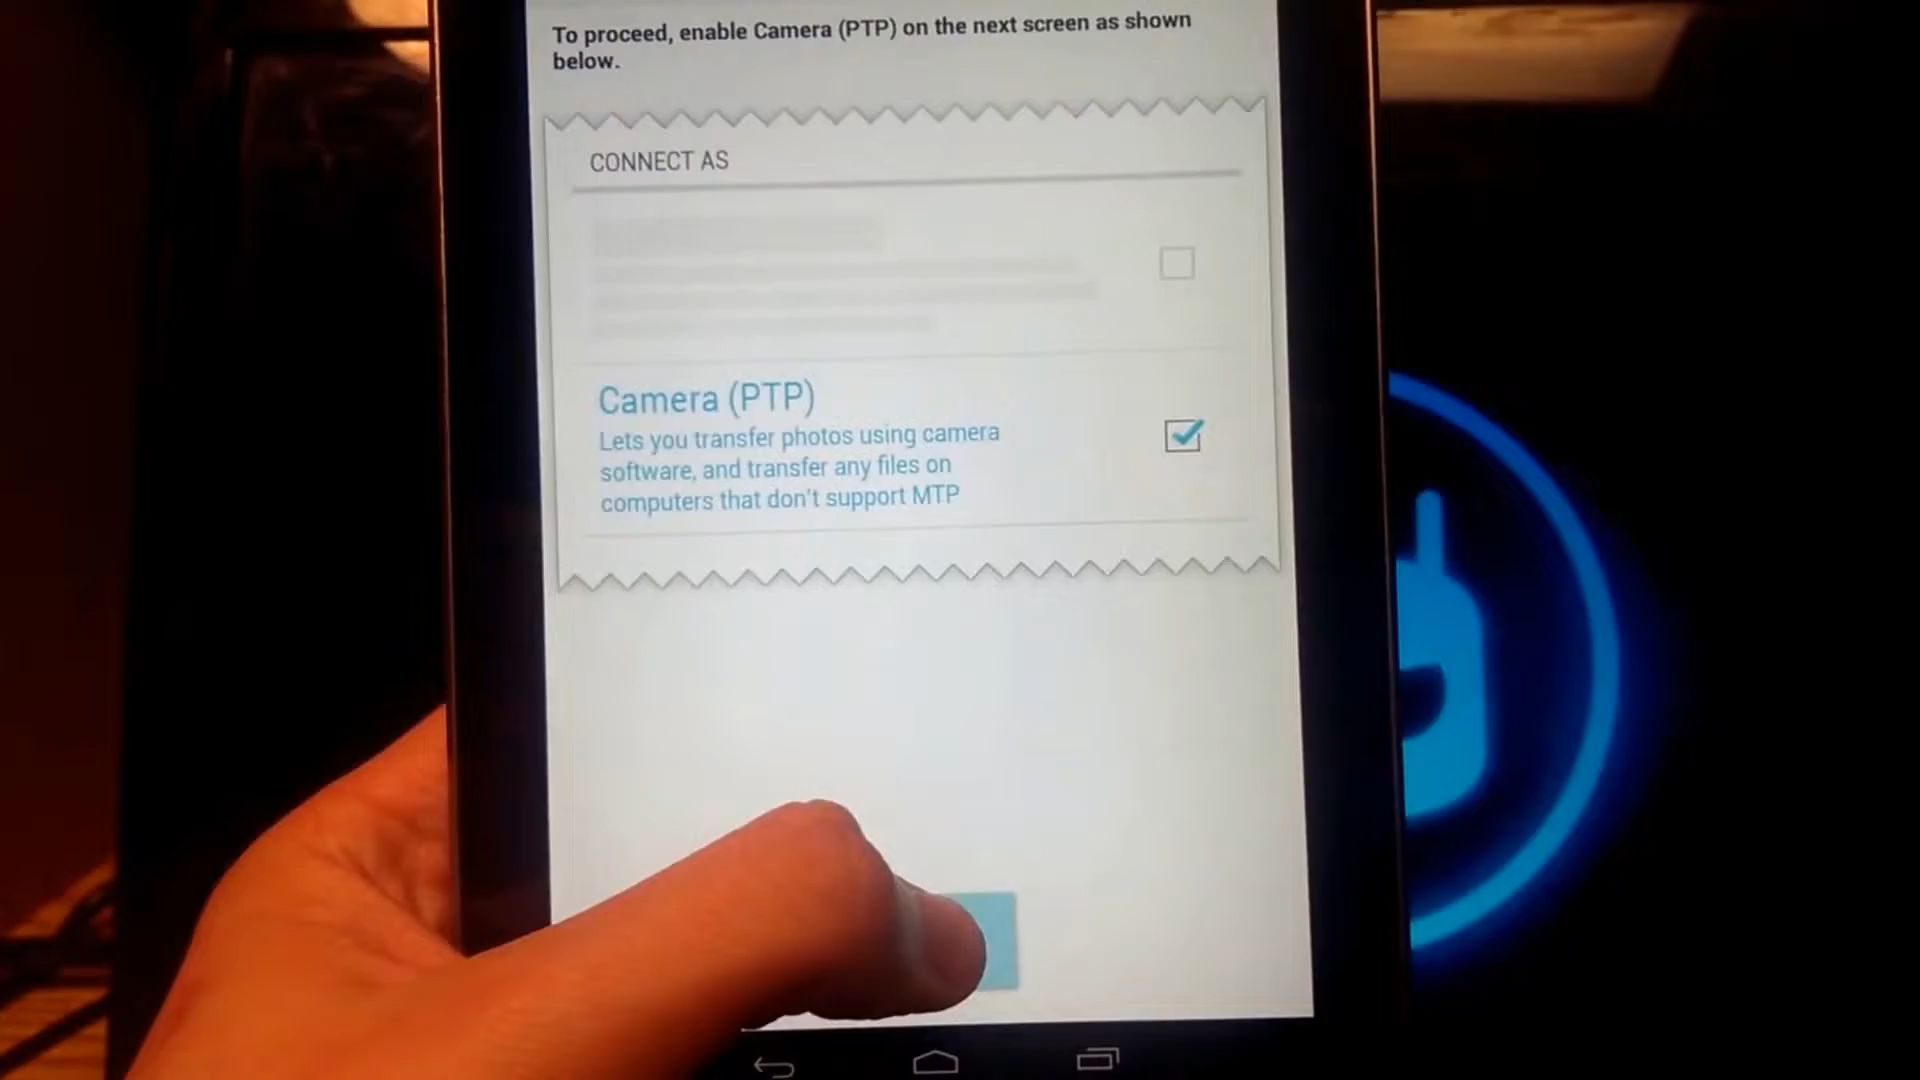 To proceed, enable Camera (PTP) on the next screen as shown
below.
CONNECT AS
Camera (PTP)
Lets you transfer photos using camera
software, and transfer any files on
computers that don't support MTP